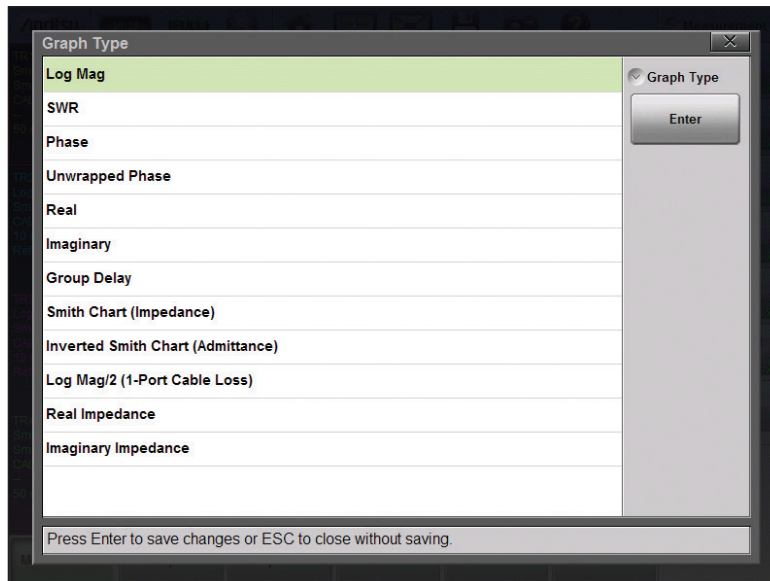 Anritsu
Measurement
Graph Type
Log Mag
SWR
Phase
Unwrapped Phase
Real
Imaginary
Group Delay
Smith Chart (Impedance)
Inverted Smith Chart (Admittance)
Log Mag/2 (1-Port Cable Loss)
Real Impedance
Imaginary Impedance
Graph Type
Enter
Press Enter to save changes or ESC to close without saving.